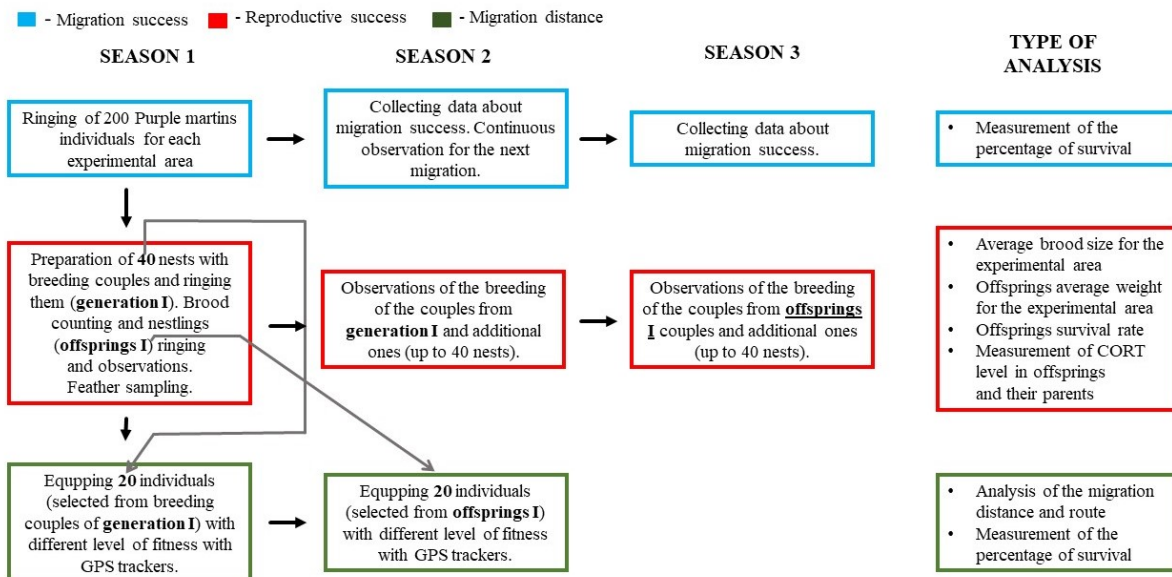 - Migration success
- Reproductive success
- Migration distance
SEASON 1
SEASON 2
SEASON 3
TYPE OF
ANALYSIS
Ringing of 200 Purple martins
individuals for each
experimental area
Collecting data about
migration success. Continuous
observation for the next
migration.
Collecting data about
migration success.
• Measurement of the
percentage of survival
Preparation of 40 nests with
breeding couples and ringing
them (generation I). Brood
counting and nestlings
(offsprings I) ringing
and observations.
Feather sampling.
Observations of the breeding
of the couples from
generation I and additional
ones (up to 40 nests).
Observations of the breeding
of the couples from offsprings
I couples and additional ones
(up to 40 nests).
• Average brood size for the
experimental area
• Offsprings average weight
for the experimental area
• Offsprings survival rate
• Measurement of CORT
level in offsprings
and their parents
Equpping 20 individuals
(selected from breeding
couples of generation I) with
different level of fitness with
GPS trackers.
Equpping 20 individuals
(selected from offsprings I)
with different level of fitness
with GPS trackers.
• Analysis of the migration
distance and route
• Measurement of the
percentage of survival